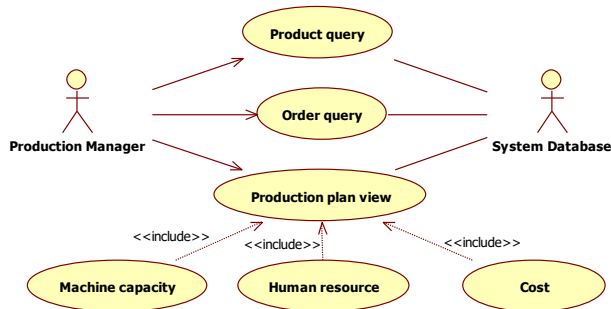 Product query
Order query
Production Manager
System Database
Production plan view
<<include>>
<<include>>
<<include>>
Machine capacity
Human resource
Cost